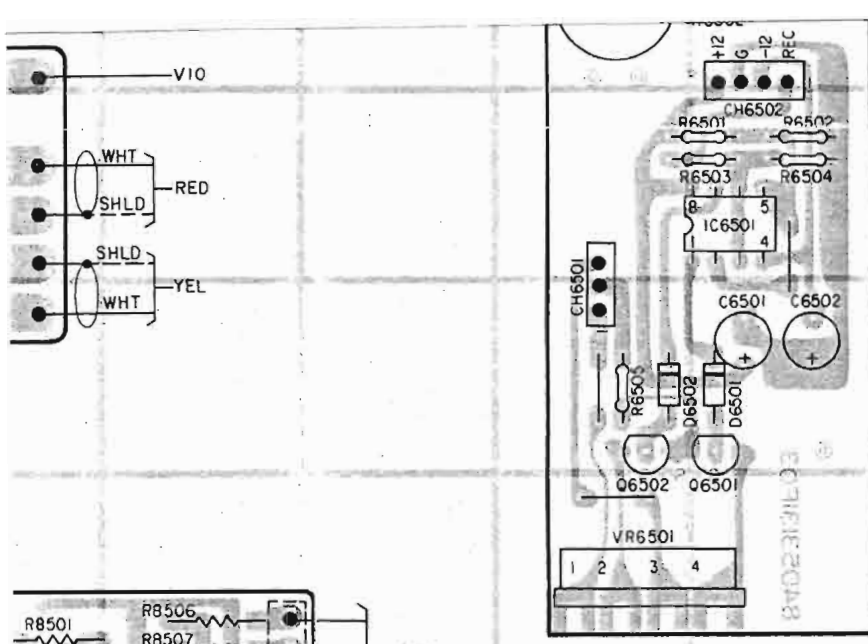 VIO
WHT
RED
SHLD
SHLD
YEL
WHT
+12
G
-12
REC
CH6502
R6501
R6502
R6503
R6504
8
5
IC6501
1
4
CH6501
C6501
C6502
+
+
R6505
D6502
D6501
Q6502
Q6501
VR6501
1 2 3 4
R8506
R8501
R8507